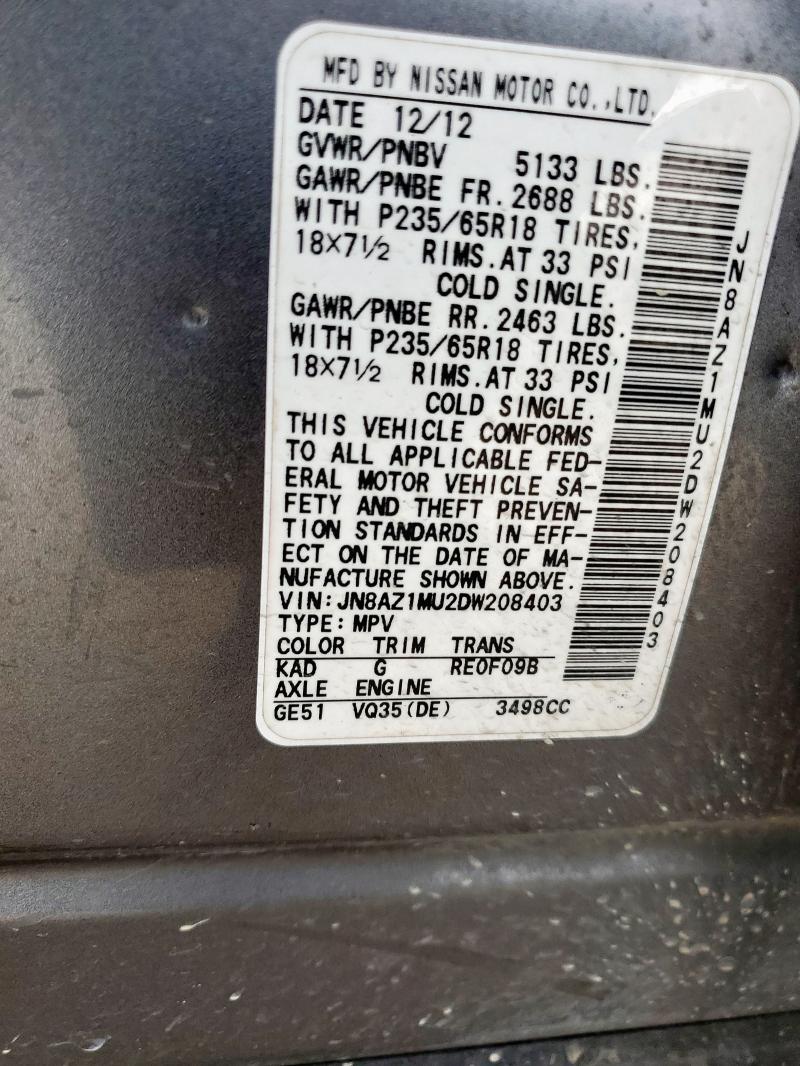 MFD BY NISSAN MOTOR CO.,LTD.
DATE 12/12
GVWR/PNBV 5133 LBS.
GAWR/PNBE FR. 2688 LBS.
WITH P235/65R18 TIRES,
18X7½ RIMS. AT 33 PSI
COLD SINGLE.
GAWR/PNBE RR. 2463 LBS.
WITH P235/65R18 TIRES,
18X7½ RIMS. AT 33 PSI
COLD SINGLE.
THIS VEHICLE CONFORMS
TO ALL APPLICABLE FED-
ERAL MOTOR VEHICLE SA-
FETY AND THEFT PREVEN-
TION STANDARDS IN EFF-
ECT ON THE DATE OF MA-
NUFACTURE SHOWN ABOVE.
VIN: JN8AZ1MU2DW208403
TYPE: MPV
COLOR TRIM TRANS
KAD G RE0F09B
AXLE ENGINE
GE51 VQ35(DE) 3498CC
JN8AZ1MU2DW208403